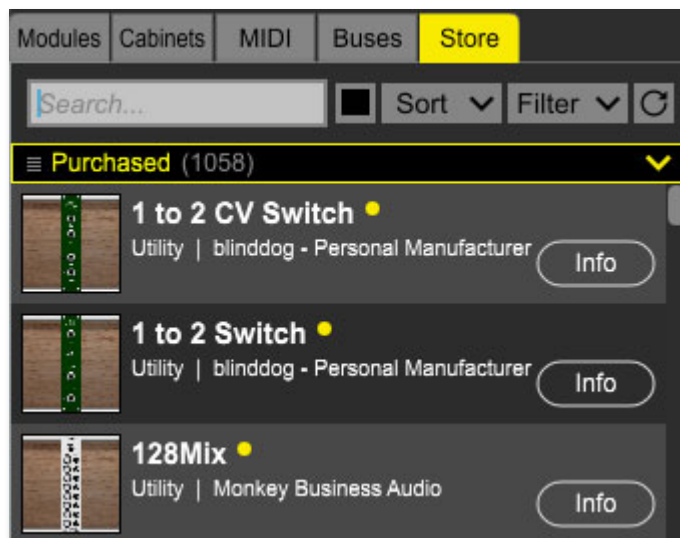 Modules Cabinets MIDI Buses Store
Search... Sort Filter
Purchased (1058)
1 to 2 CV Switch
Utility | blinddog - Personal Manufacturer
Info
1 to 2 Switch
Utility | blinddog - Personal Manufacturer
Info
128Mix
Utility | Monkey Business Audio
Info